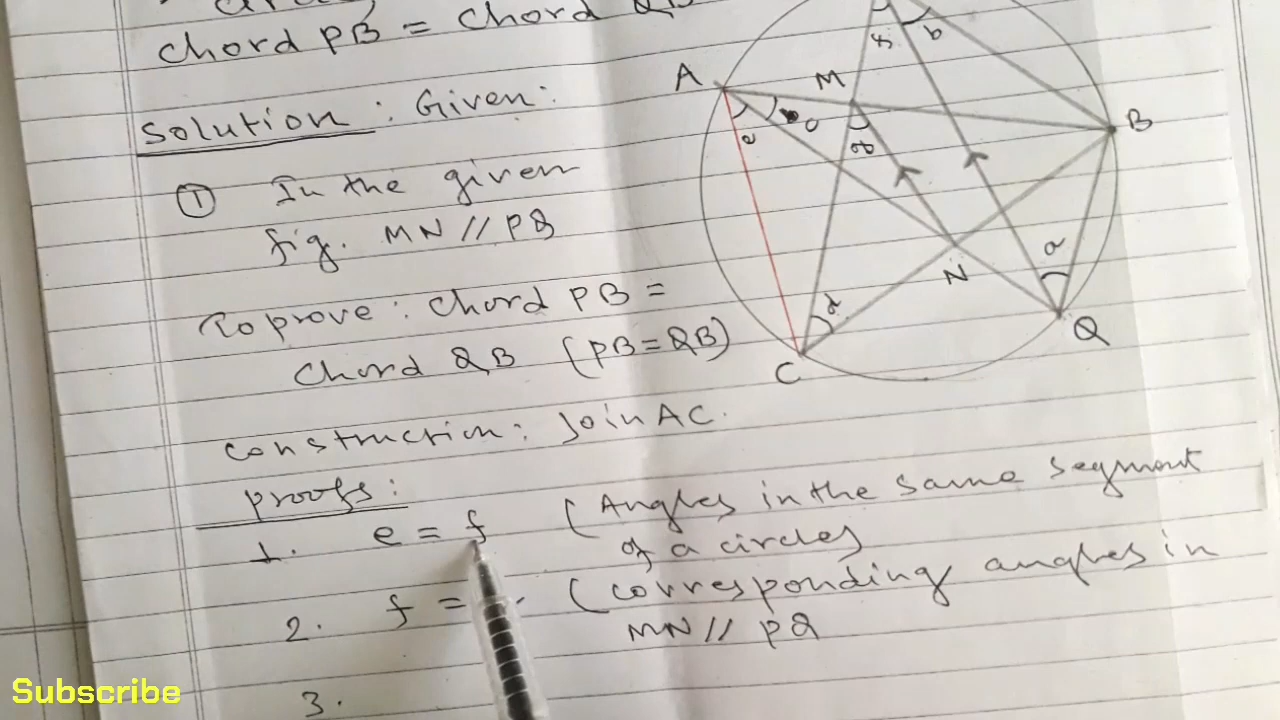 chord PB = chord QB
Solution: Given:
① In the given
fig. MN // PQ
To prove: Chord PB =
Chord QB (PB = QB)
construction: Join AC.
proofs:
1. e = f (Angles in the same segment
of a circles
2. f = (corresponding angles in
MN // PQ
3.
A
M
B
f
b
c
e
g
N
a
d
Q
C
Subscribe